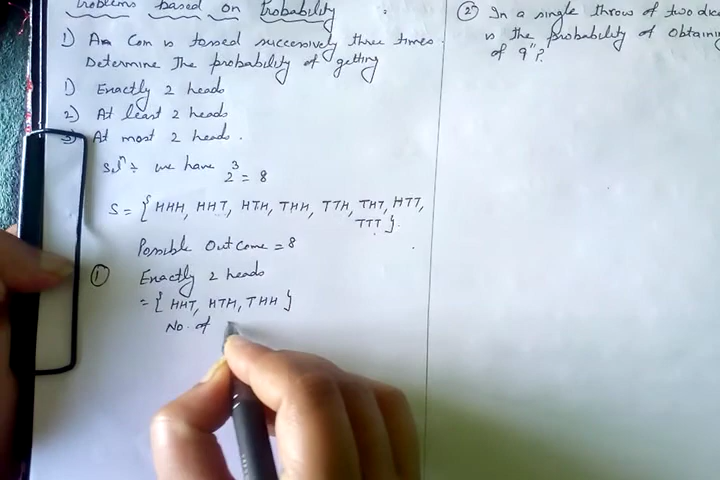 Problems based on Probability :
1) An Coin is tossed successively three times.
Determine The probability of getting
1) Exactly 2 heads
2) At least 2 heads
3) At most 2 heads.
Solⁿ ÷ we have 2³ = 8
S = { HHH, HHT, HTH, THH, TTH, THT, HTT,
TTT }.
Possible Outcome = 8
① Exactly 2 heads
= { HHT, HTH, THH }
No. of
② In a single throw of two dice
is the probability of obtaining
of 9"?